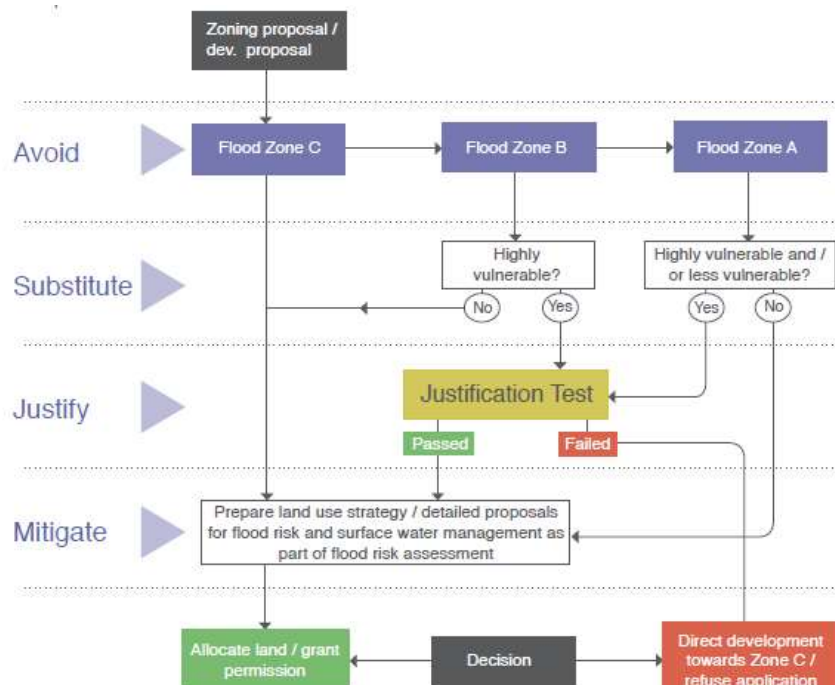 Zoning proposal /
dev. proposal
Avoid
Flood Zone C
Flood Zone B
Flood Zone A
Substitute
Highly
vulnerable?
Highly vulnerable and /
or less vulnerable?
No
Yes
Yes
No
Justify
Justification Test
Passed
Failed
Mitigate
Prepare land use strategy / detailed proposals
for flood risk and surface water management as
part of flood risk assessment
Allocate land / grant
permission
Decision
Direct development
towards Zone C /
refuse application